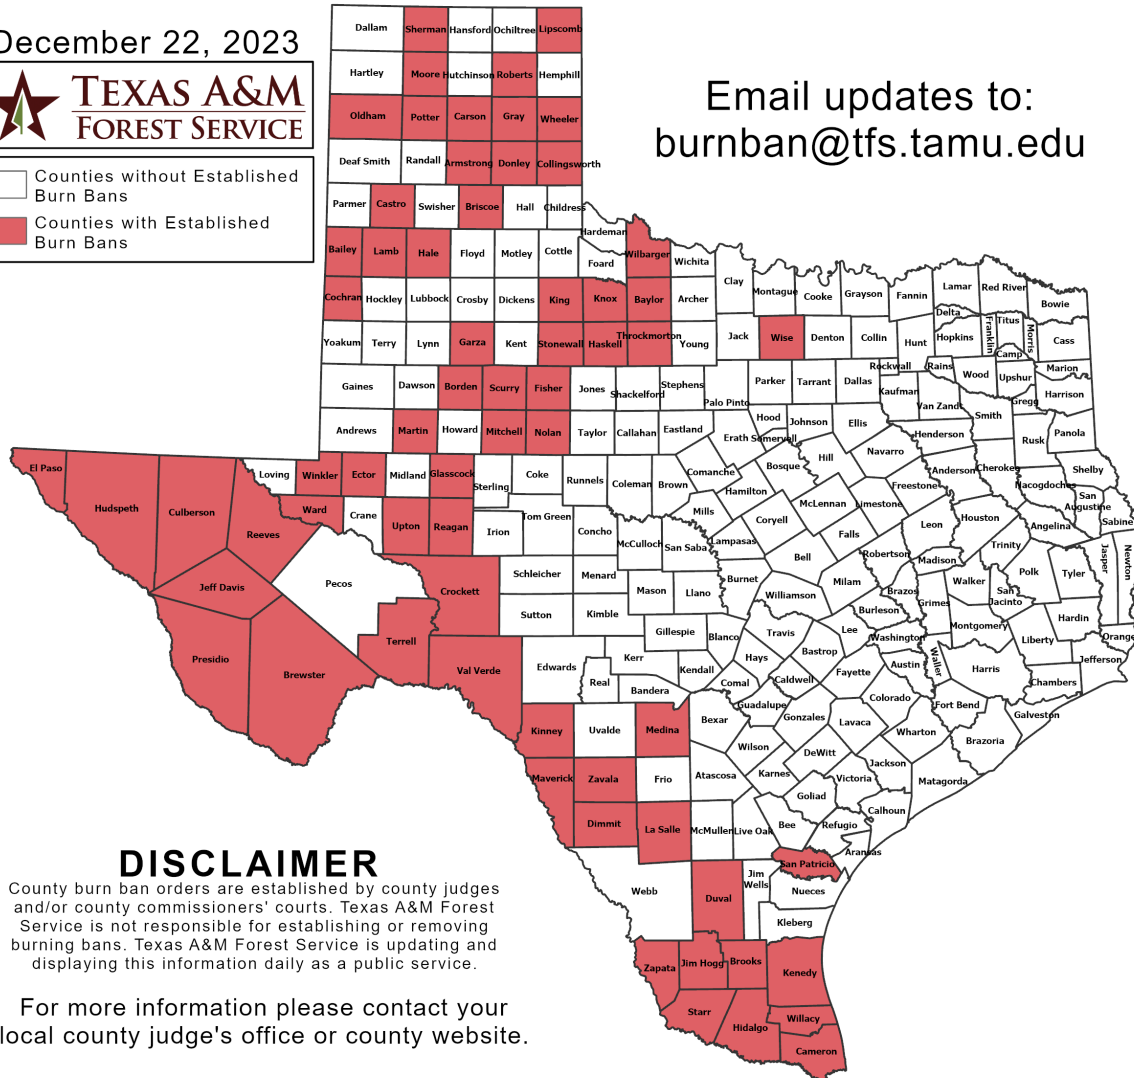 December 22, 2023
TEXAS A&M
FOREST SERVICE
Counties without Established
Burn Bans
Counties with Established
Burn Bans
Email updates to:
burnban@tfs.tamu.edu
Dallam Sherman Hansford Ochiltree Lipscomb
Hartley Moore Hutchinson Roberts Hemphill
Oldham Potter Carson Gray Wheeler
Deaf Smith Randall Armstrong Donley Collingsworth
Parmer Castro Swisher Briscoe Hall Childress
Hardeman
Bailey Lamb Hale Floyd Motley Cottle Foard Wilbarger Wichita
Cochran Hockley Lubbock Crosby Dickens King Knox Baylor Archer Clay Montague Cooke Grayson Fannin Lamar Red River Bowie
Delta Franklin Titus Morris
Yoakum Terry Lynn Garza Kent Stonewall Haskell Throckmorton Young Jack Wise Denton Collin Hunt Hopkins Cass
Camp
Gaines Dawson Borden Scurry Fisher Jones Shackelford Stephens Palo Pinto Parker Tarrant Dallas Rockwall Kaufman Rains Wood Upshur Marion
Van Zandt Smith Gregg Harrison
Andrews Martin Howard Mitchell Nolan Taylor Callahan Eastland Erath Hood Somervell Johnson Ellis Henderson Rusk Panola
El Paso Hudspeth Culberson Reeves Loving Winkler Ector Midland Glasscock Sterling Coke Runnels Coleman Brown Comanche Bosque Hill Navarro Anderson Cherokee Nacogdoches Shelby
Ward Crane Upton Reagan Irion Tom Green Concho McCulloch San Saba Mills Hamilton Coryell McLennan Limestone Freestone Leon Houston Angelina San
Augustine Sabine
Jeff Davis Pecos Crockett Schleicher Menard Mason Llano Lampasas Burnet Bell Falls Robertson Madison Trinity Polk Tyler Jasper Newton
Sutton Kimble Williamson Milam Brazos Burleson Grimes Walker San
Jacinto Hardin
Presidio Brewster Terrell Val Verde Edwards Kerr Gillespie Blanco Travis Lee Washington Montgomery Liberty Orange
Real Bandera Kendall Hays Bastrop Austin Waller Harris Chambers Jefferson
Comal Caldwell Fayette Colorado Fort Bend Galveston
Kinney Uvalde Medina Bexar Guadalupe Gonzales Lavaca Wharton Brazoria
Maverick Zavala Frio Atascosa Wilson Karnes DeWitt Victoria Jackson Matagorda
Dimmit La Salle McMullen Live Oak Bee Goliad Refugio Calhoun
Aransas
Webb Duval Jim
Wells San Patricio Nueces
Kleberg
Zapata Jim Hogg Brooks Kenedy
Starr Hidalgo Willacy
Cameron
DISCLAIMER
County burn ban orders are established by county judges
and/or county commissioners' courts. Texas A&M Forest
Service is not responsible for establishing or removing
burning bans. Texas A&M Forest Service is updating and
displaying this information daily as a public service.
For more information please contact your
local county judge's office or county website.